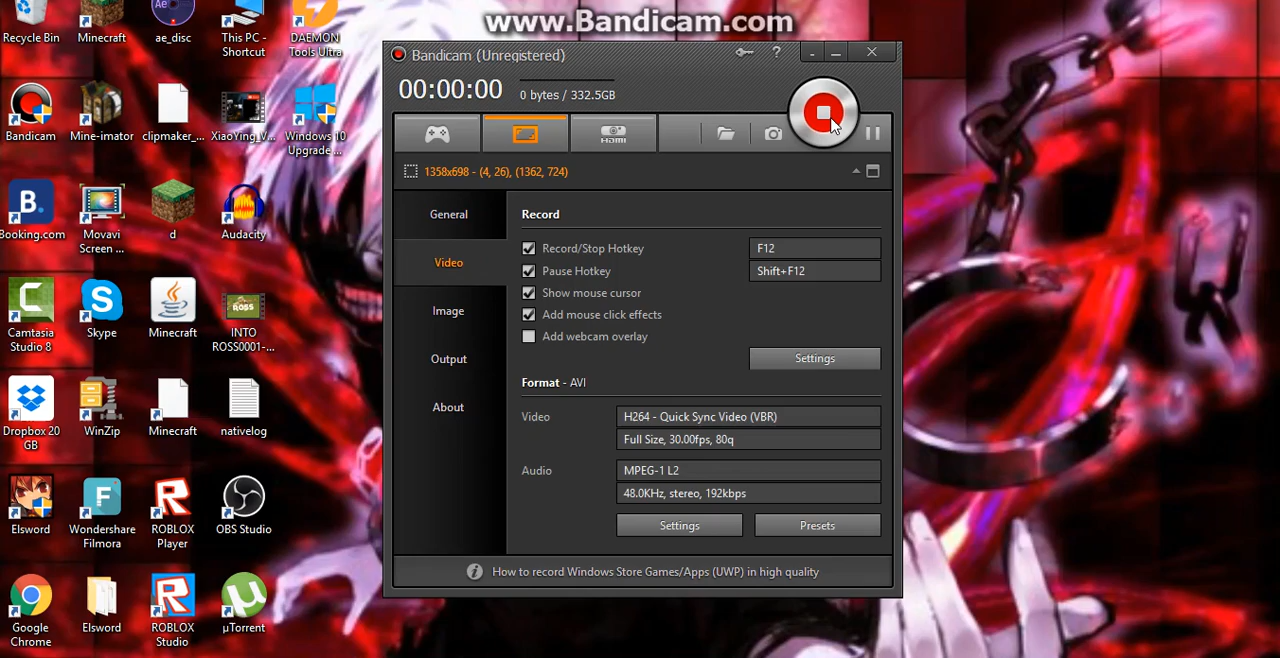 www.Bandicam.com
Recycle Bin
Minecraft
Ae
ae_disc
This PC - Shortcut
DAEMON Tools Ultra
Bandicam
Mine-imator
clipmaker_...
XiaoYing_V...
Windows 10 Upgrade ...
B.
Booking.com
Movavi Screen ...
d
Audacity
C
Camtasia Studio 8
S
Skype
Minecraft
ROSS
INTO ROSS0001-...
Dropbox 20 GB
WinZip
Minecraft
nativelog
Elsword
F
Wondershare Filmora
ROBLOX Player
OBS Studio
Google Chrome
Elsword
ROBLOX Studio
µTorrent
Bandicam (Unregistered)
?
00:00:00
0 bytes / 332.5GB
HDMI
1358x698 - (4, 26), (1362, 724)
General
Video
Image
Output
About
Record
Record/Stop Hotkey
F12
Pause Hotkey
Shift+F12
Show mouse cursor
Add mouse click effects
Add webcam overlay
Settings
Format - AVI
Video
H264 - Quick Sync Video (VBR)
Full Size, 30.00fps, 80q
Audio
MPEG-1 L2
48.0KHz, stereo, 192kbps
Settings
Presets
How to record Windows Store Games/Apps (UWP) in high quality